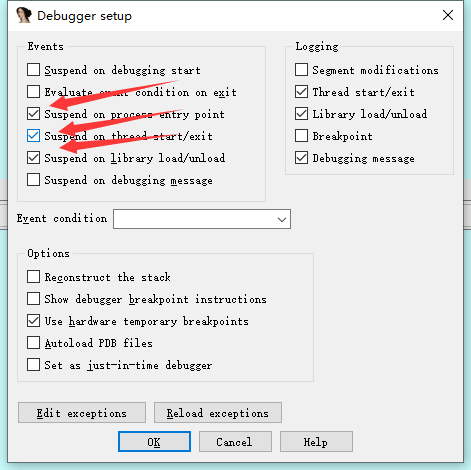 Debugger setup
Events
Suspend on debugging start
Evaluate event condition on exit
Suspend on process entry point
Suspend on thread start/exit
Suspend on library load/unload
Suspend on debugging message
Logging
Segment modifications
Thread start/exit
Library load/unload
Breakpoint
Debugging message
Event condition
Options
Reconstruct the stack
Show debugger breakpoint instructions
Use hardware temporary breakpoints
Autoload PDB files
Set as just-in-time debugger
Edit exceptions
Reload exceptions
OK
Cancel
Help